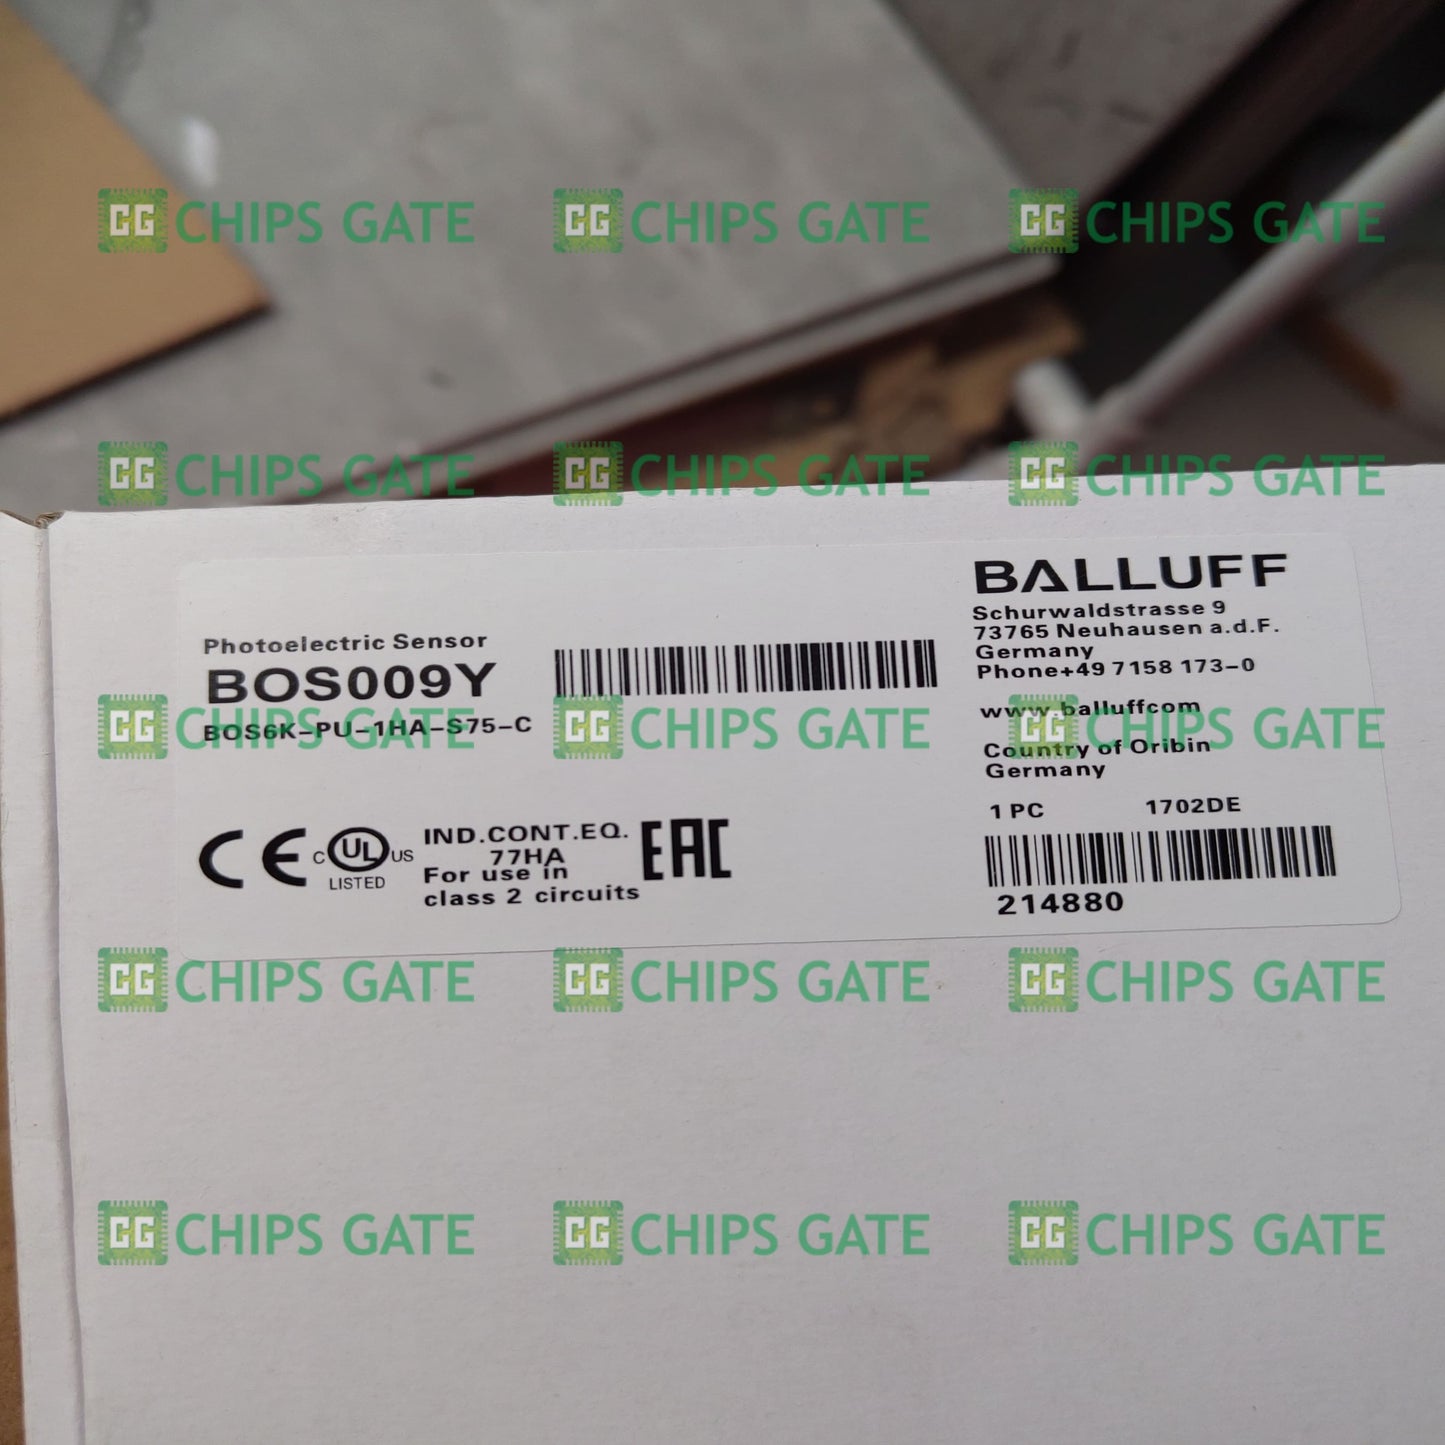 CG CHIPS GATE CG CHIPS GATE CG CHIPS GATE
CG CHIPS GATE CG CHIPS GATE CG CHIPS GATE
Photoelectric Sensor
BOS009Y
BOS6K-PU-1HA-S75-C
BALLUFF
Schurwaldstrasse 9
73765 Neuhausen a.d.F.
Germany
Phone+49 7158 173-0
www.balluffcom
Country of Oribin
Germany
CG CHIPS GATE CG CHIPS GATE CG CHIPS GATE
CE
C UL US
LISTED
IND.CONT.EQ.
77HA
For use in
class 2 circuits
EAC
1 PC 1702DE
214880
CG CHIPS GATE CG CHIPS GATE CG CHIPS GATE
CG CHIPS GATE CG CHIPS GATE CG CHIPS GATE